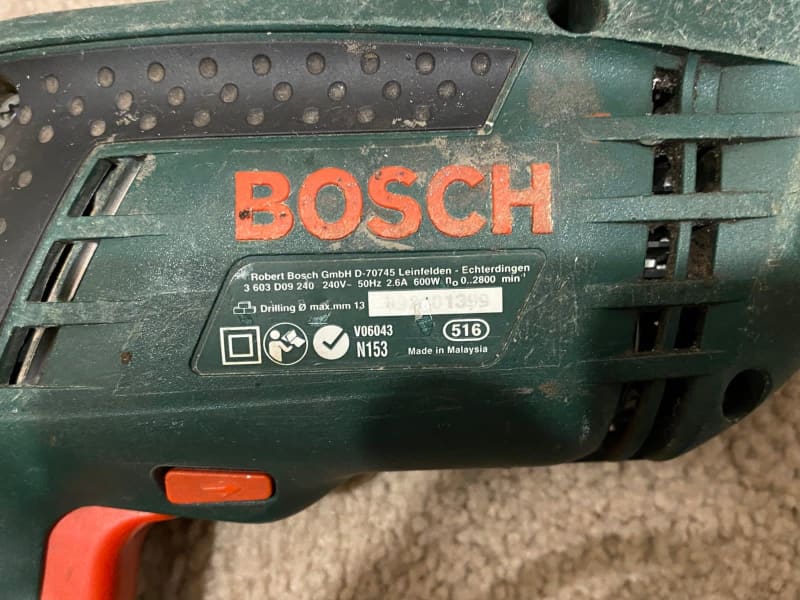 BOSCH
Robert Bosch GmbH D-70745 Leinfelden - Echterdingen
3 603 D09 240 240V~ 50Hz 2.6A 600W n₀ 0..2800 min⁻¹
Drilling Ø max.mm 13
V06043
N153
516
Made in Malaysia